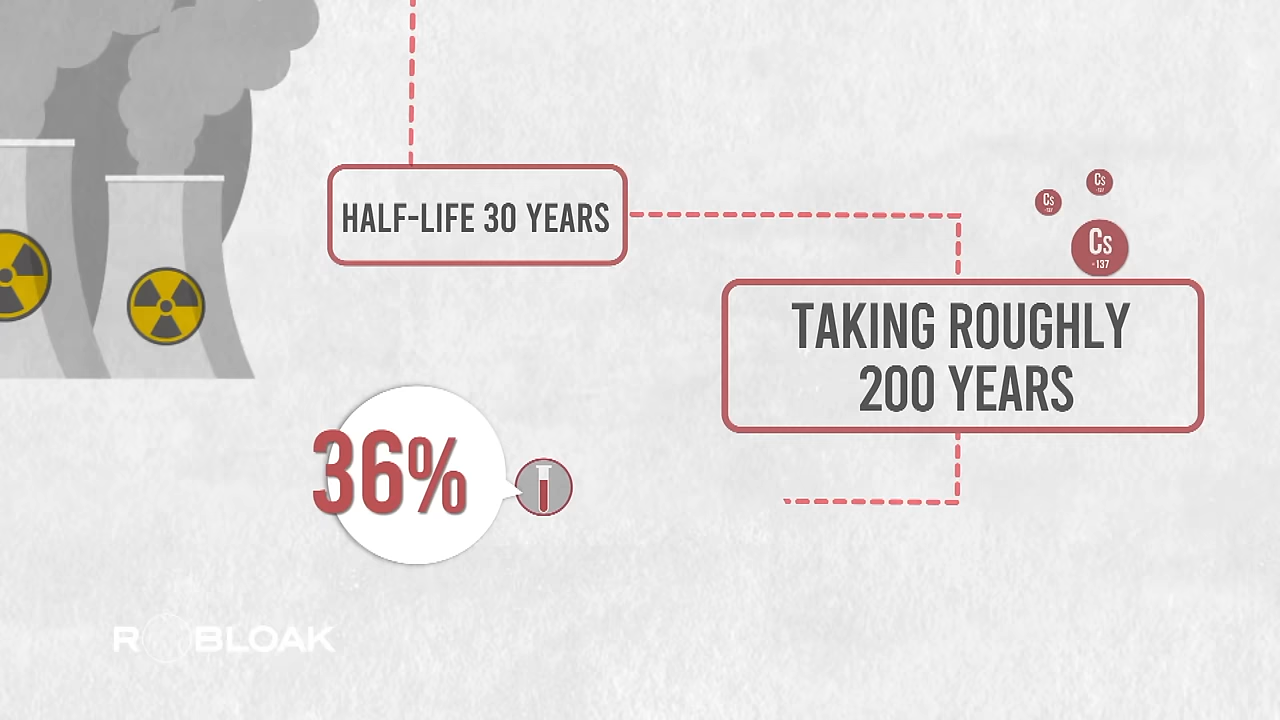 HALF-LIFE 30 YEARS
Cs
Cs
Cs
-137
TAKING ROUGHLY
200 YEARS
36%
ROBLOAK